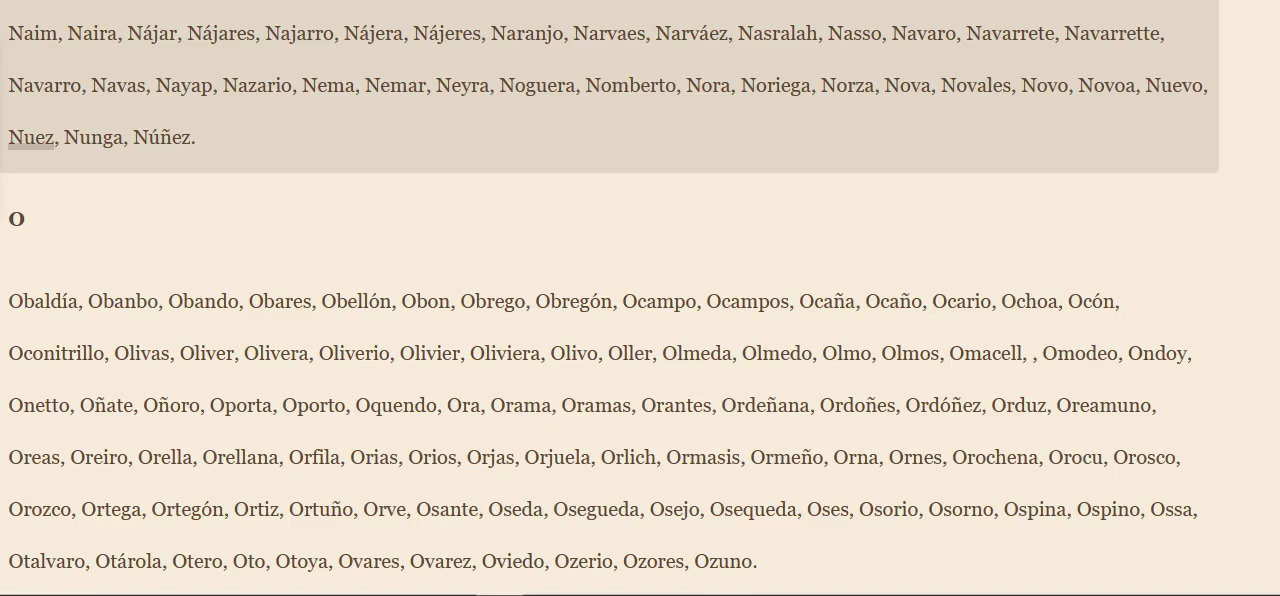 Naim, Naira, Nájar, Nájares, Najarro, Nájera, Nájeres, Naranjo, Narvaes, Narváez, Nasralah, Nasso, Navaro, Navarrete, Navarrette,
Navarro, Navas, Nayap, Nazario, Nema, Nemar, Neyra, Noguera, Nomberto, Nora, Noriega, Norza, Nova, Novales, Novo, Novoa, Nuevo,
Nuez, Nunga, Núñez.
O
Obaldía, Obanbo, Obando, Obares, Obellón, Obon, Obrego, Obregón, Ocampo, Ocampos, Ocaña, Ocaño, Ocario, Ochoa, Ocón,
Oconitrillo, Olivas, Oliver, Olivera, Oliverio, Olivier, Oliviera, Olivo, Oller, Olmeda, Olmedo, Olmo, Olmos, Omacell, , Omodeo, Ondoy,
Onetto, Oñate, Oñoro, Oporta, Oporto, Oquendo, Ora, Orama, Oramas, Orantes, Ordeñana, Ordoñes, Ordóñez, Orduz, Oreamuno,
Oreas, Oreiro, Orella, Orellana, Orfila, Orias, Orios, Orjas, Orjuela, Orlich, Ormasis, Ormeño, Orna, Ornes, Orochena, Orocu, Orosco,
Orozco, Ortega, Ortegón, Ortiz, Ortuño, Orve, Osante, Oseda, Osegueda, Osejo, Osequeda, Oses, Osorio, Osorno, Ospina, Ospino, Ossa,
Otalvaro, Otárola, Otero, Oto, Otoya, Ovares, Ovarez, Oviedo, Ozerio, Ozores, Ozuno.